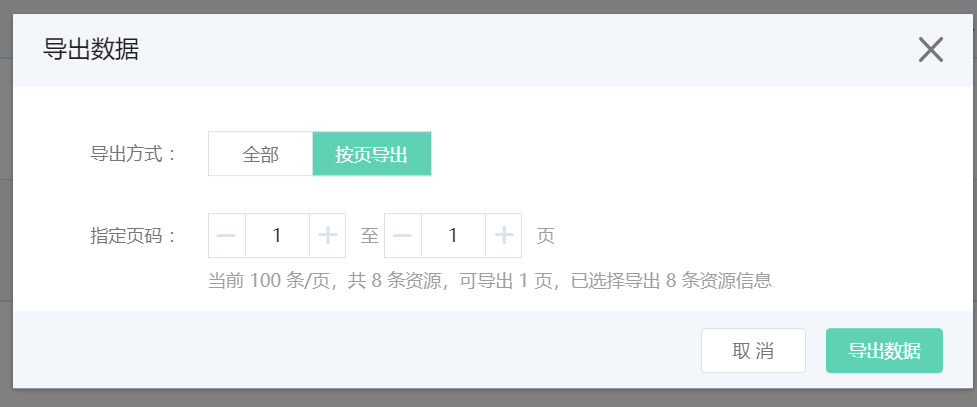 导出数据
导出方式： 全部 按页导出
指定页码： 1 至 1 页
当前 100 条/页，共 8 条资源，可导出 1 页，已选择导出 8 条资源信息
取 消 导出数据